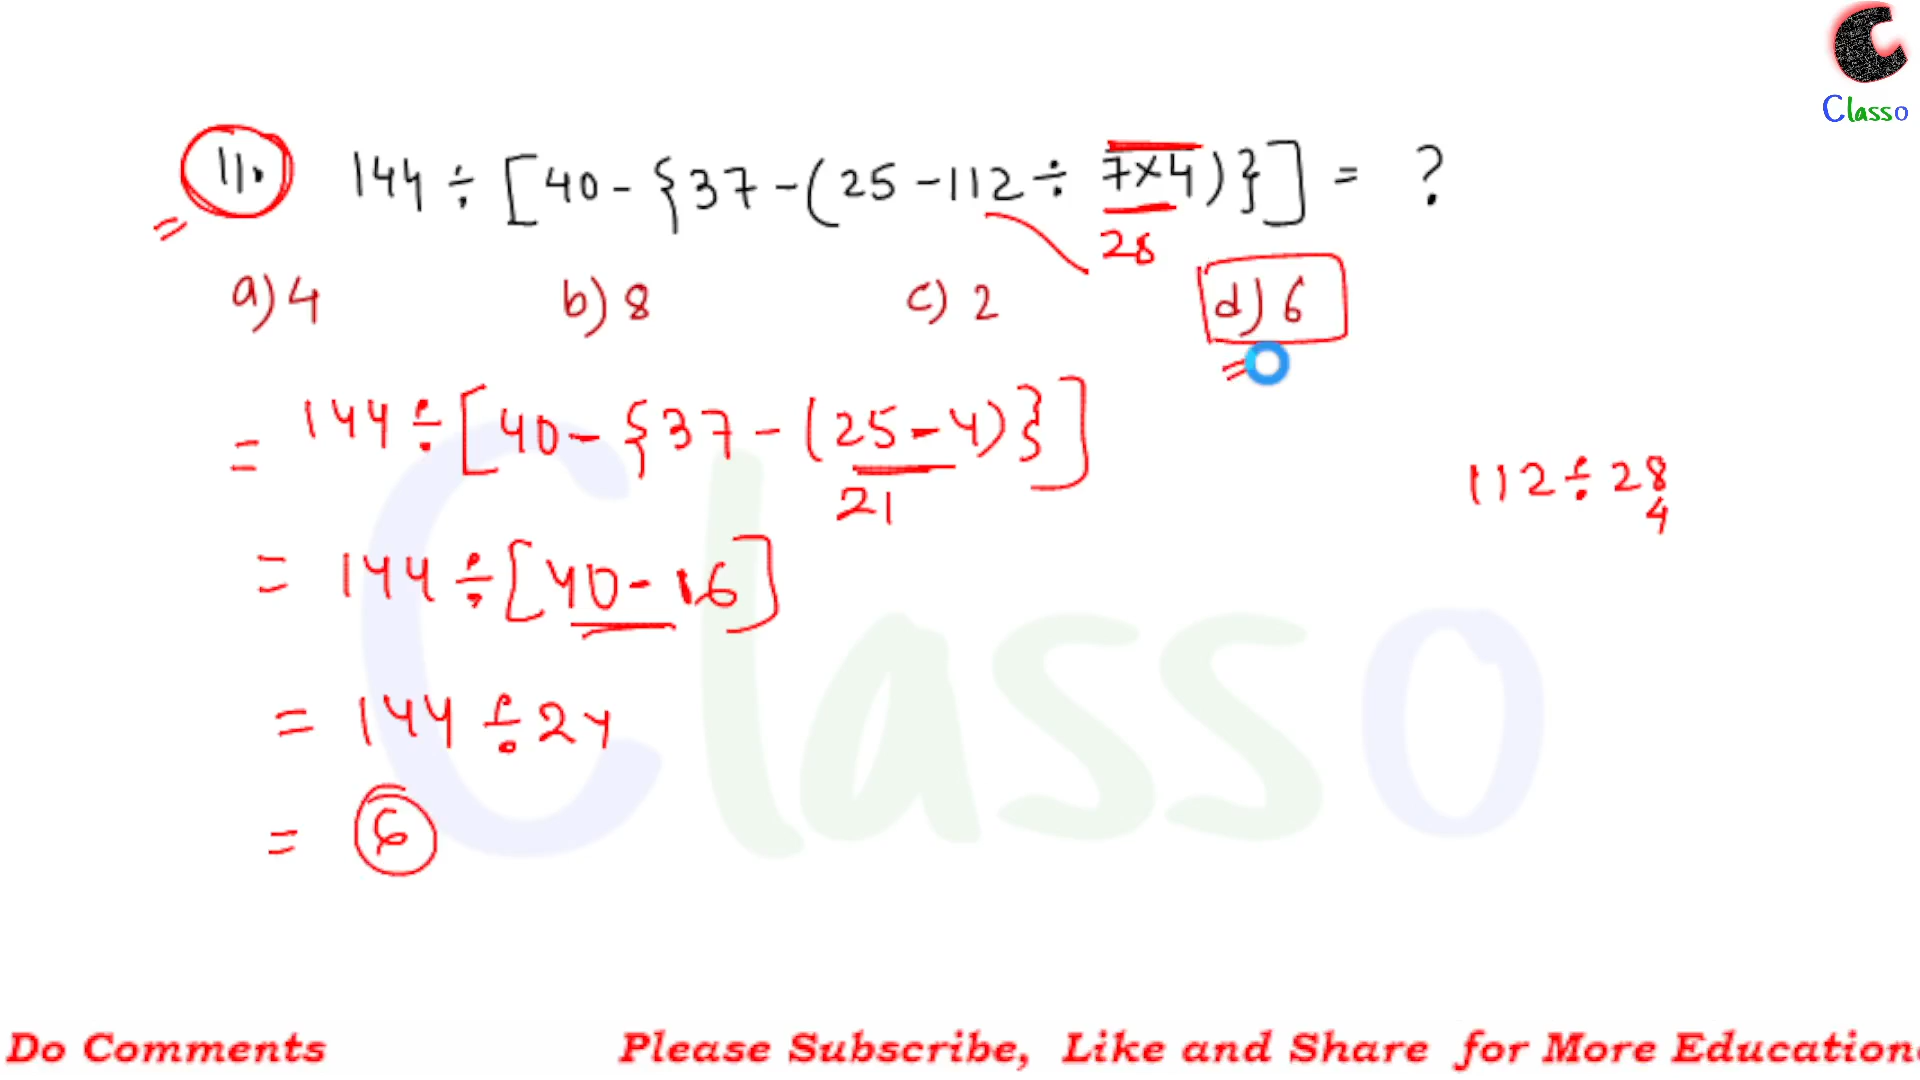 Classo
11. 144 ÷ [40 - {37 - (25 - 112 ÷ 7×4)}] = ?
28
a) 4 b) 8 c) 2 d) 6
=
= 144 ÷ [40 - {37 - (25 - 4)}]
21
112 ÷ 28
4
= 144 ÷ [40 - 16]
= 144 ÷ 24
= 6
Classo
Do Comments Please Subscribe, Like and Share for More Education